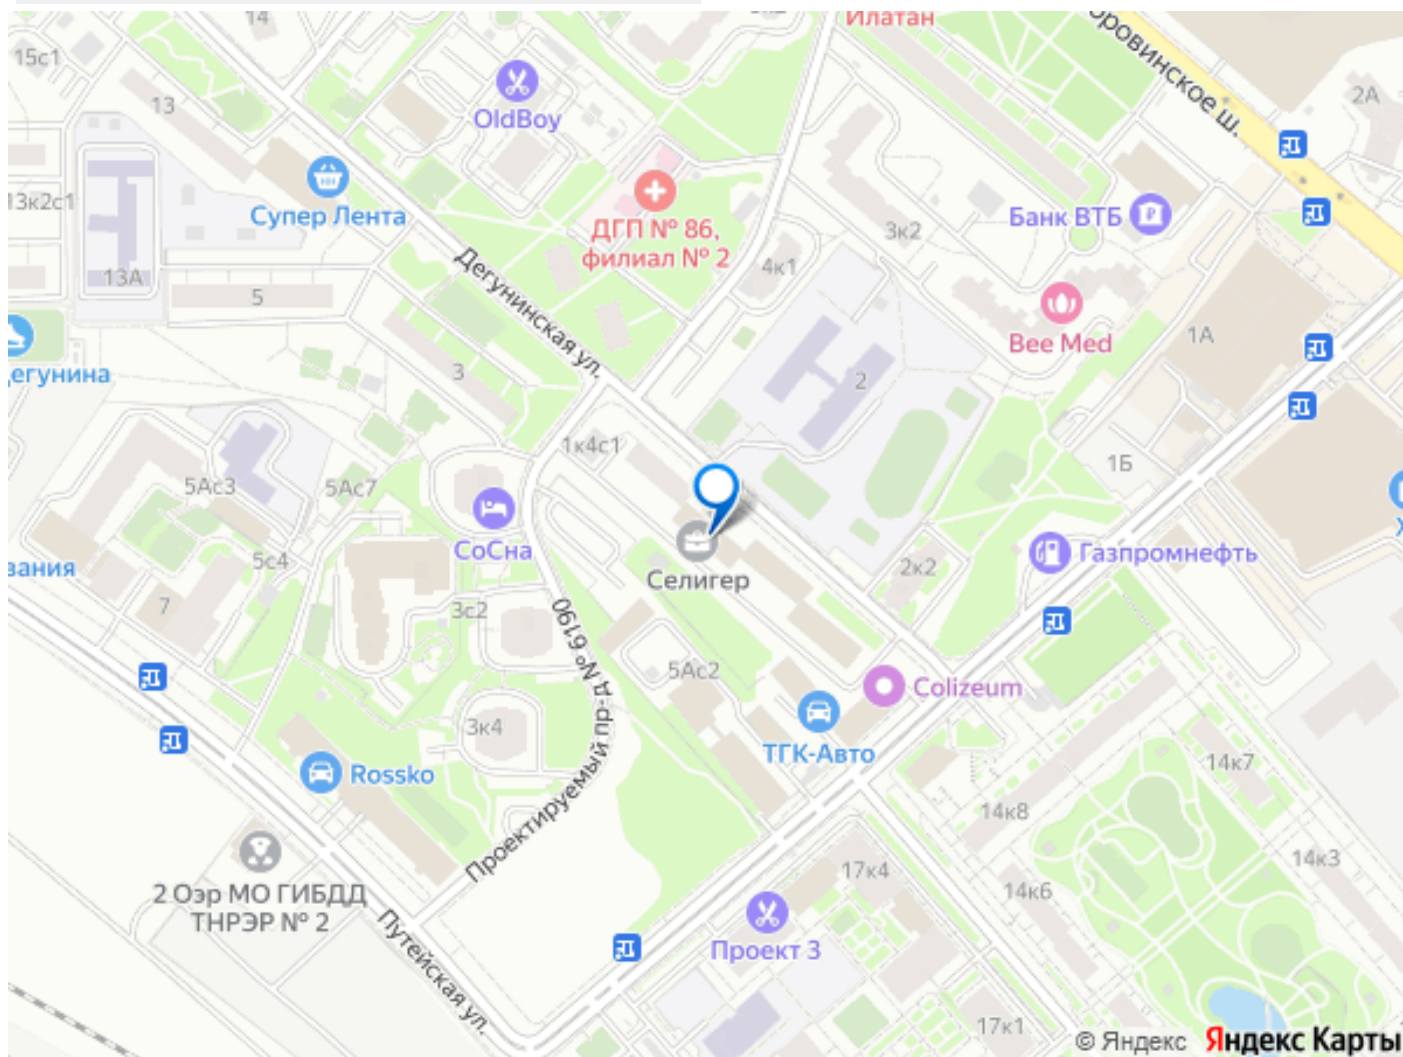 14
15с1
Илатан
оровинское ш.
2А
13
OldBoy
Супер Лента
13к2с1
ДГП № 86,
филиал № 2
3к2
Банк ВТБ
4к1
13А
5
Дегунинская ул.
Bee Med
1А
егунина
3
2
1к4с1
1Б
5Ас3
5Ас7
СоСна
Селигер
Газпромнефть
2к2
5с4
вания
7
3с2
Проектируемый пр-д № 6190
5Ас2
Colizeum
3к4
ТГК-Авто
Rossko
14к7
14к8
2 Оэр МО ГИБДД
ТНРЭР № 2
17к4
14к6
14к3
Путейская ул.
Проект 3
17к1
© Яндекс Яндекс Карты